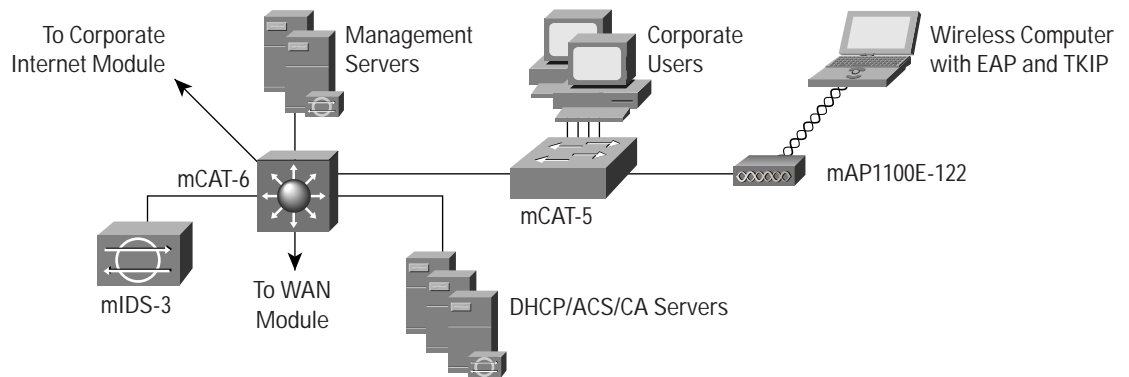 To Corporate
Internet Module
Management
Servers
Corporate
Users
Wireless Computer
with EAP and TKIP
mCAT-6
mCAT-5
mAP1100E-122
mIDS-3
To WAN
Module
DHCP/ACS/CA Servers